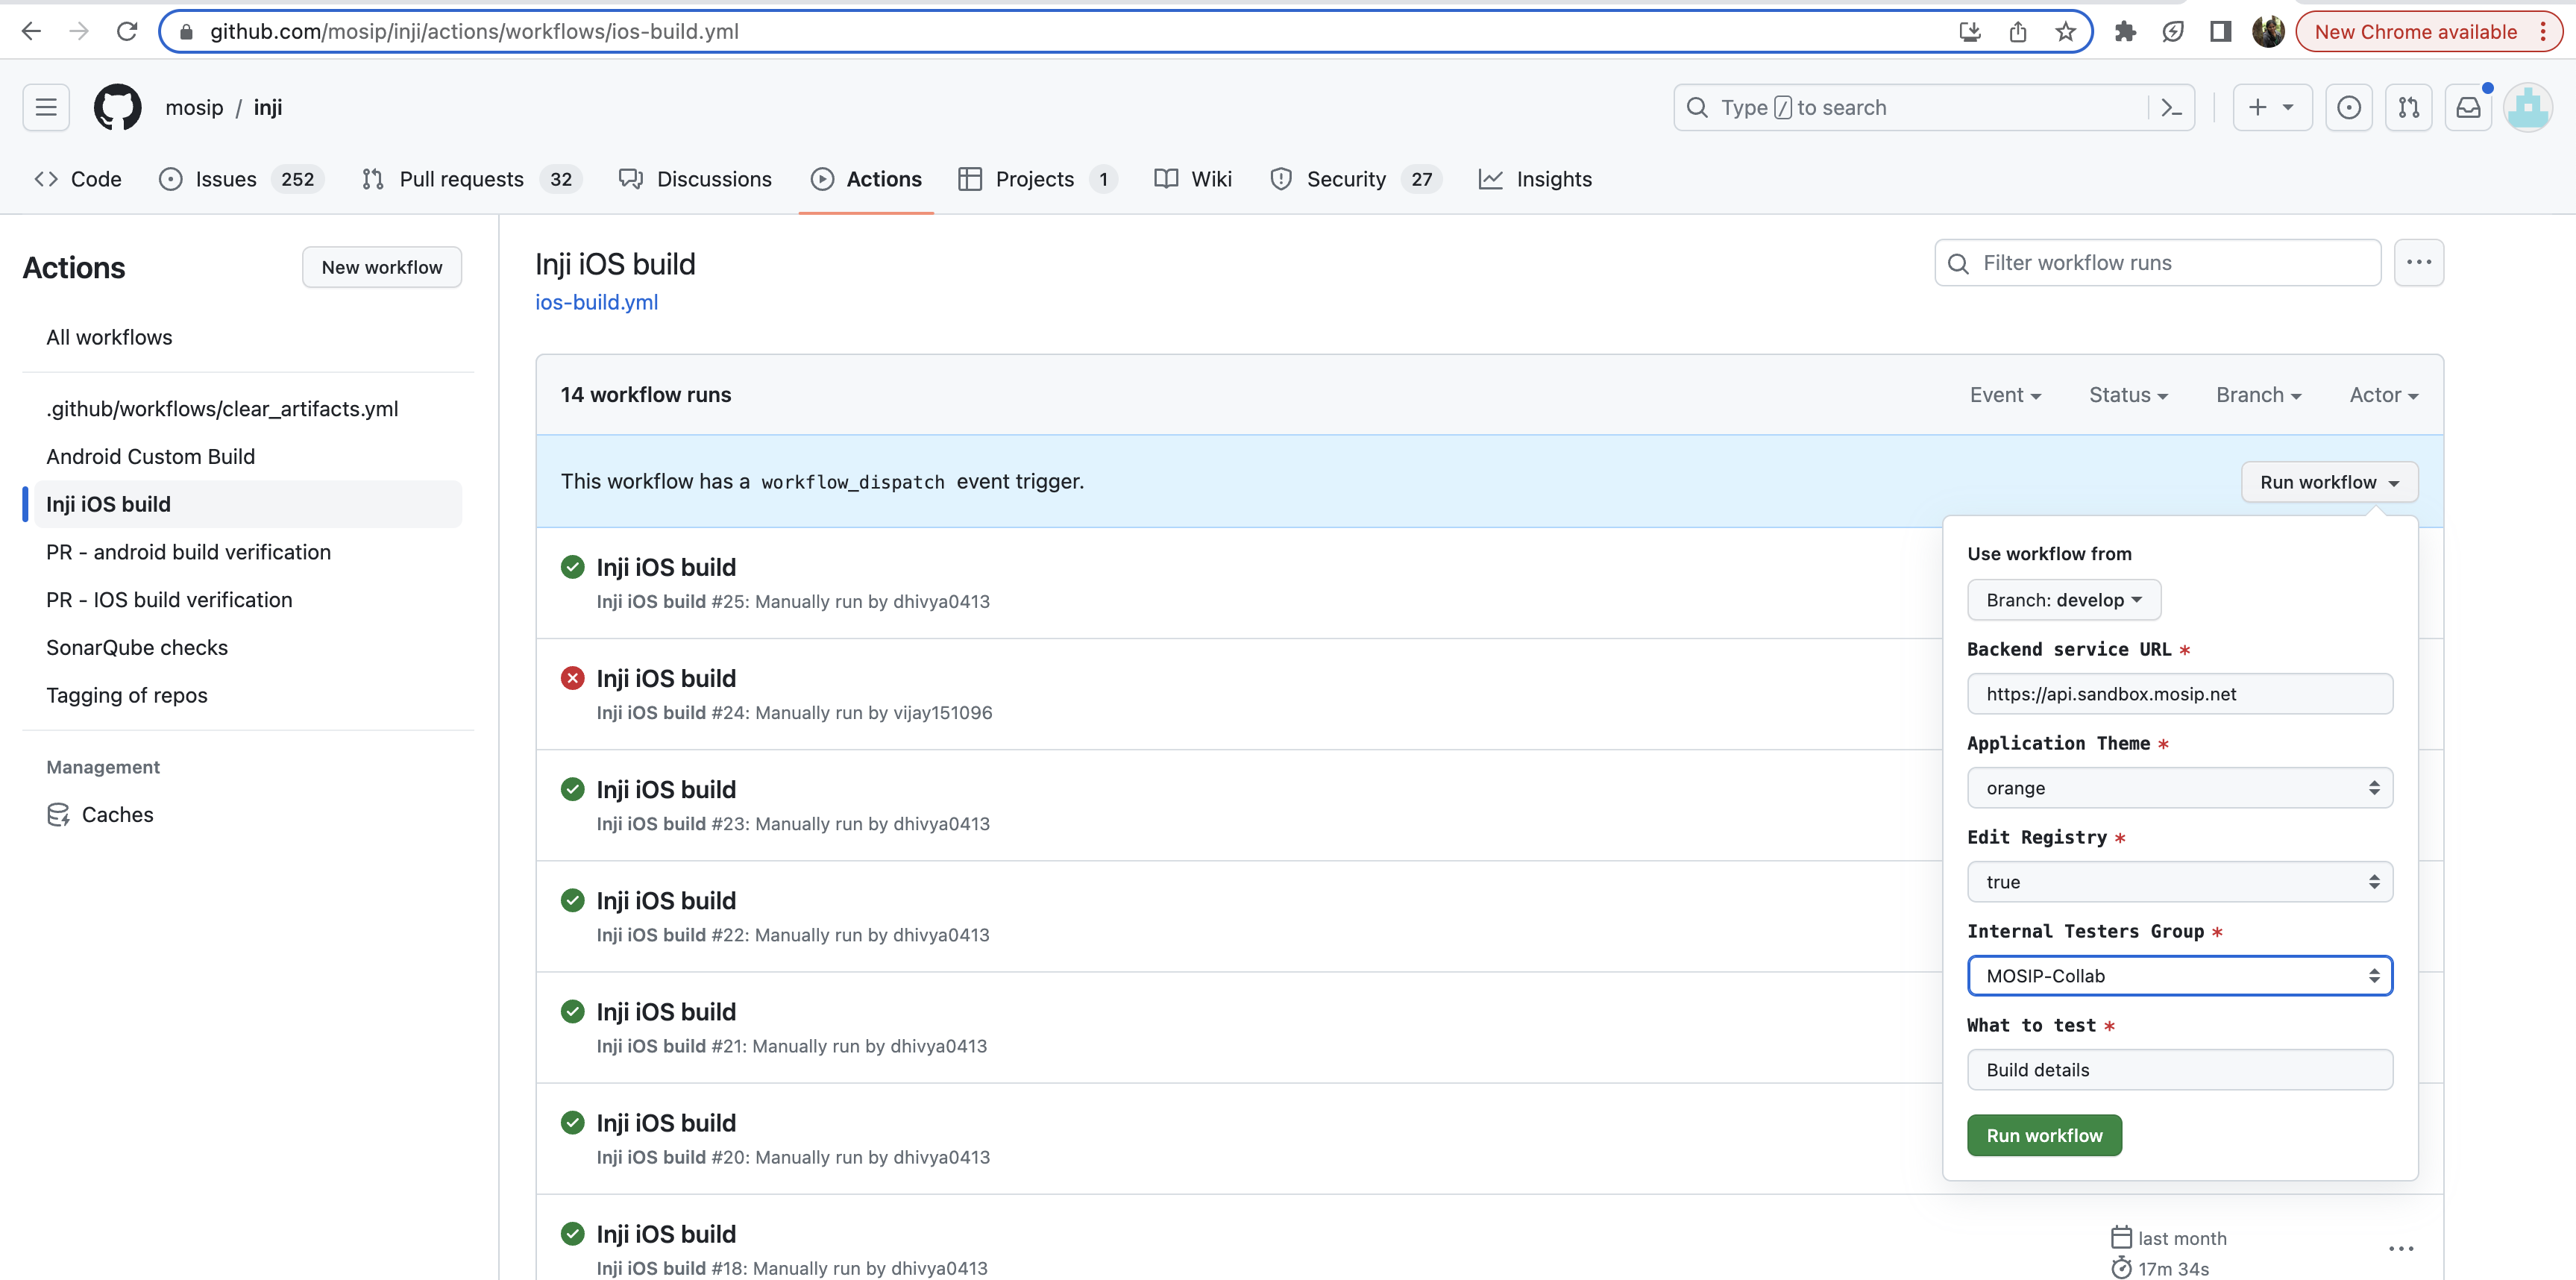 github.com/mosip/inji/actions/workflows/ios-build.yml
New Chrome available
mosip / inji
Type / to search
Code
Issues 252
Pull requests 32
Discussions
Actions
Projects 1
Wiki
Security 27
Insights
Actions
New workflow
All workflows
.github/workflows/clear_artifacts.yml
Android Custom Build
Inji iOS build
PR - android build verification
PR - IOS build verification
SonarQube checks
Tagging of repos
Management
Caches
Inji iOS build
ios-build.yml
Filter workflow runs
14 workflow runs
Event
Status
Branch
Actor
This workflow has a workflow_dispatch event trigger.
Run workflow
Inji iOS build
Inji iOS build #25: Manually run by dhivya0413
Inji iOS build
Inji iOS build #24: Manually run by vijay151096
Inji iOS build
Inji iOS build #23: Manually run by dhivya0413
Inji iOS build
Inji iOS build #22: Manually run by dhivya0413
Inji iOS build
Inji iOS build #21: Manually run by dhivya0413
Inji iOS build
Inji iOS build #20: Manually run by dhivya0413
Inji iOS build
Inji iOS build #18: Manually run by dhivya0413
last month
17m 34s
Use workflow from
Branch: develop
Backend service URL *
https://api.sandbox.mosip.net
Application Theme *
orange
Edit Registry *
true
Internal Testers Group *
MOSIP-Collab
What to test *
Build details
Run workflow